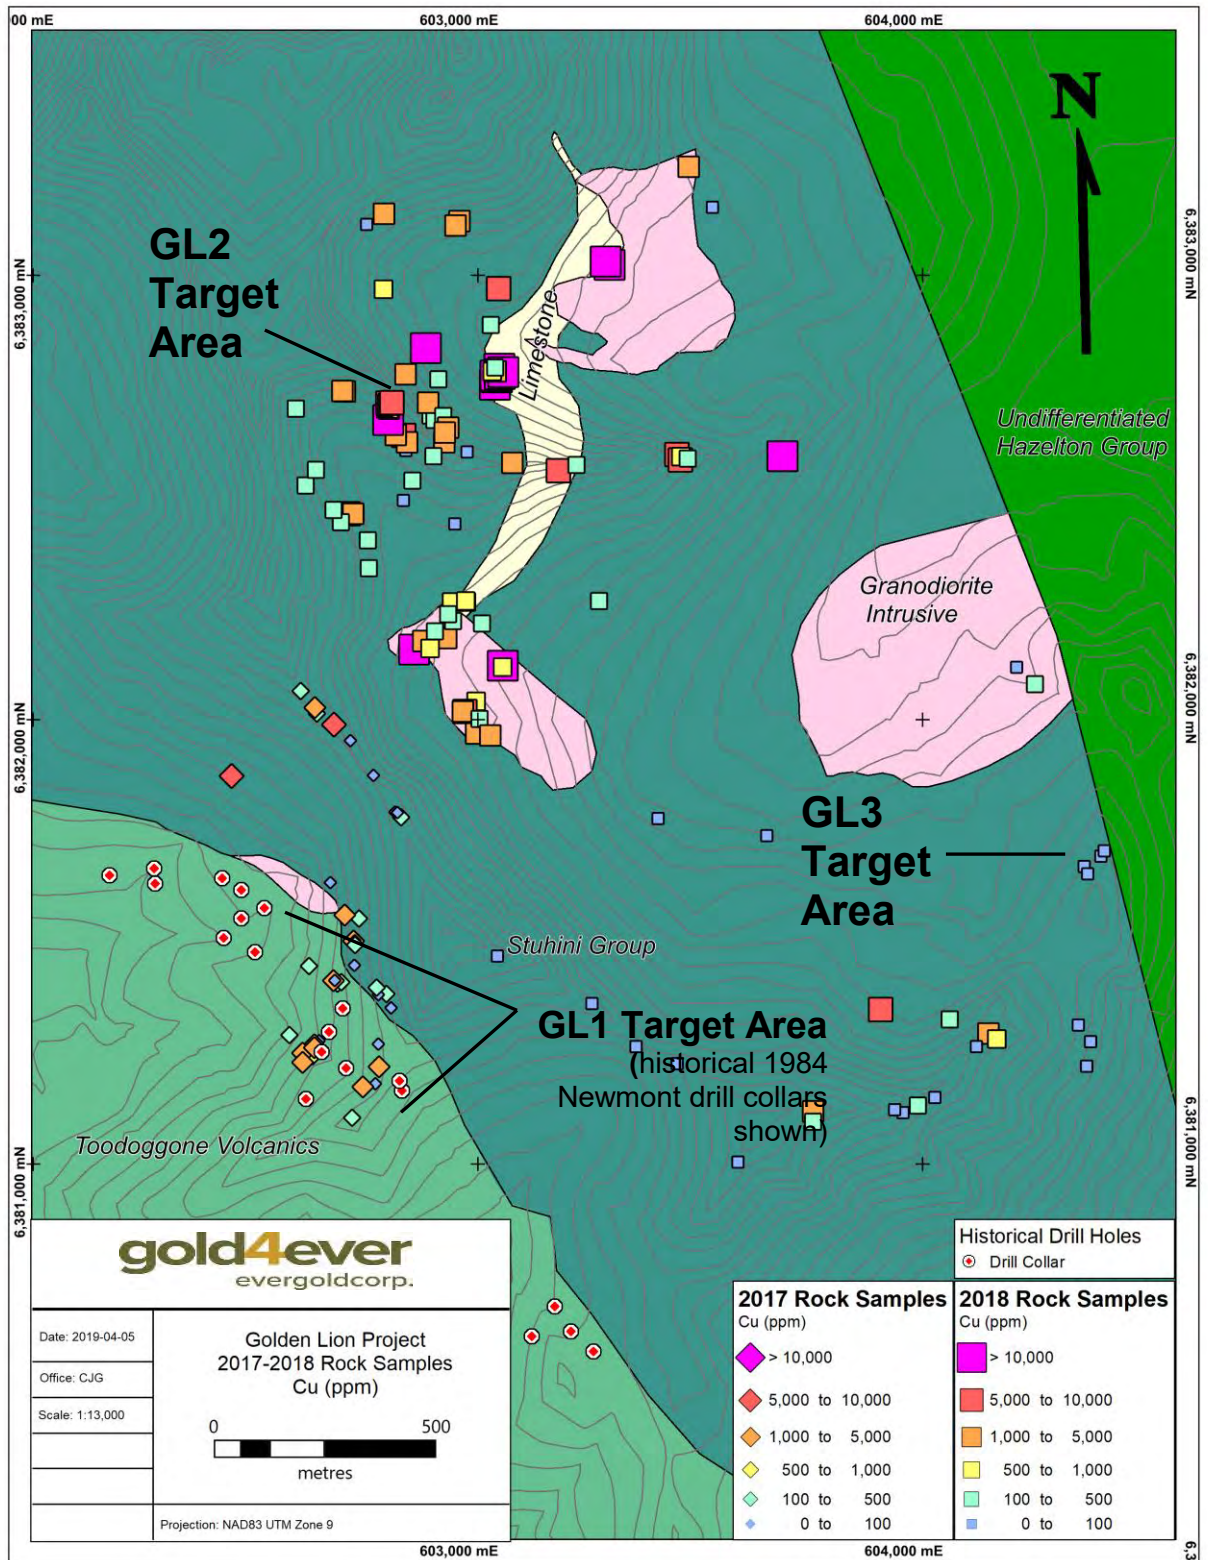 00 mE
603,000 mE
604,000 mE
N
GL2
Target
Area
6,383,000 mN
6,383,000 mN
Limestone
Undifferentiated
Hazelton Group
Granodiorite
Intrusive
6,382,000 mN
6,382,000 mN
GL3
Target
Area
Stuhini Group
GL1 Target Area
(historical 1984
Newmont drill collars
shown)
Toodoggone Volcanics
6,381,000 mN
6,381,000 mN
gold4ever
evergoldcorp.
Date: 2019-04-05
Office: CJG
Scale: 1:13,000
Golden Lion Project
2017-2018 Rock Samples
Cu (ppm)
0 500
metres
Projection: NAD83 UTM Zone 9
Historical Drill Holes
Drill Collar
2017 Rock Samples
Cu (ppm)
> 10,000
5,000 to 10,000
1,000 to 5,000
500 to 1,000
100 to 500
0 to 100
2018 Rock Samples
Cu (ppm)
> 10,000
5,000 to 10,000
1,000 to 5,000
500 to 1,000
100 to 500
0 to 100
603,000 mE
604,000 mE
6,3